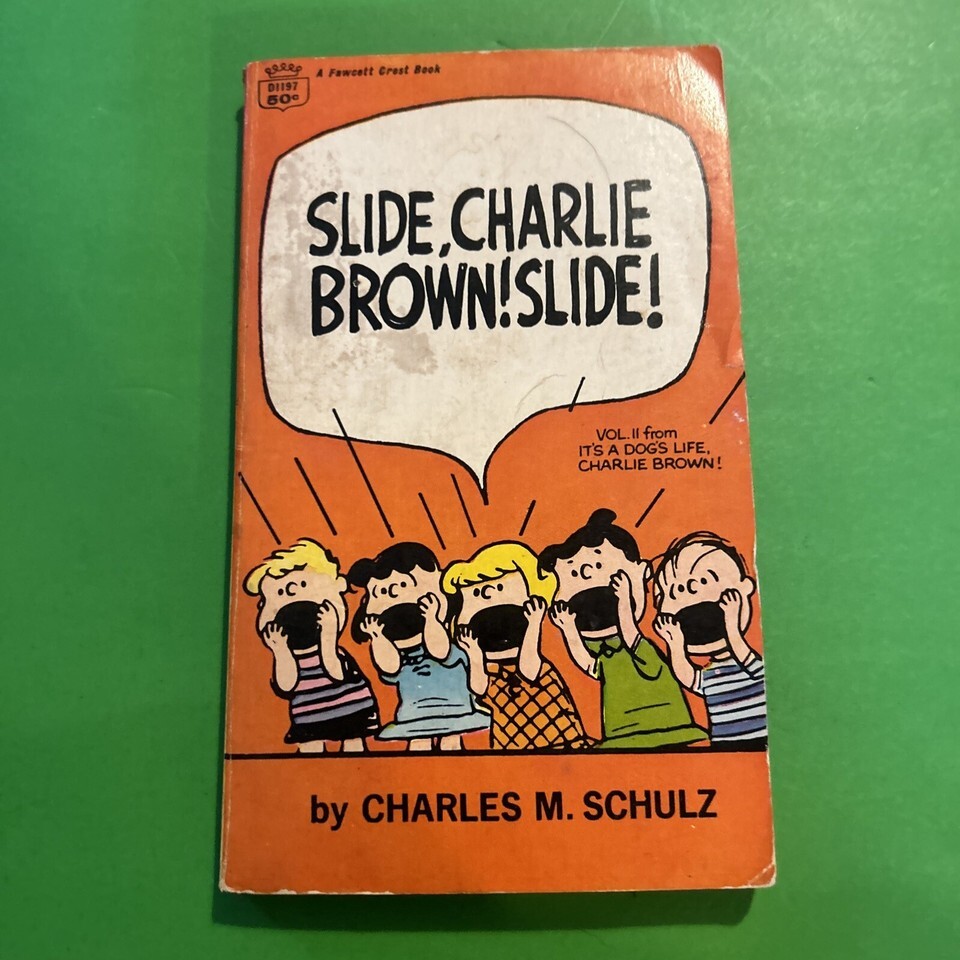 A Fawcett Crest Book
D1197
50c
SLIDE, CHARLIE
BROWN! SLIDE!
VOL. II from
IT'S A DOG'S LIFE,
CHARLIE BROWN!
by CHARLES M. SCHULZ